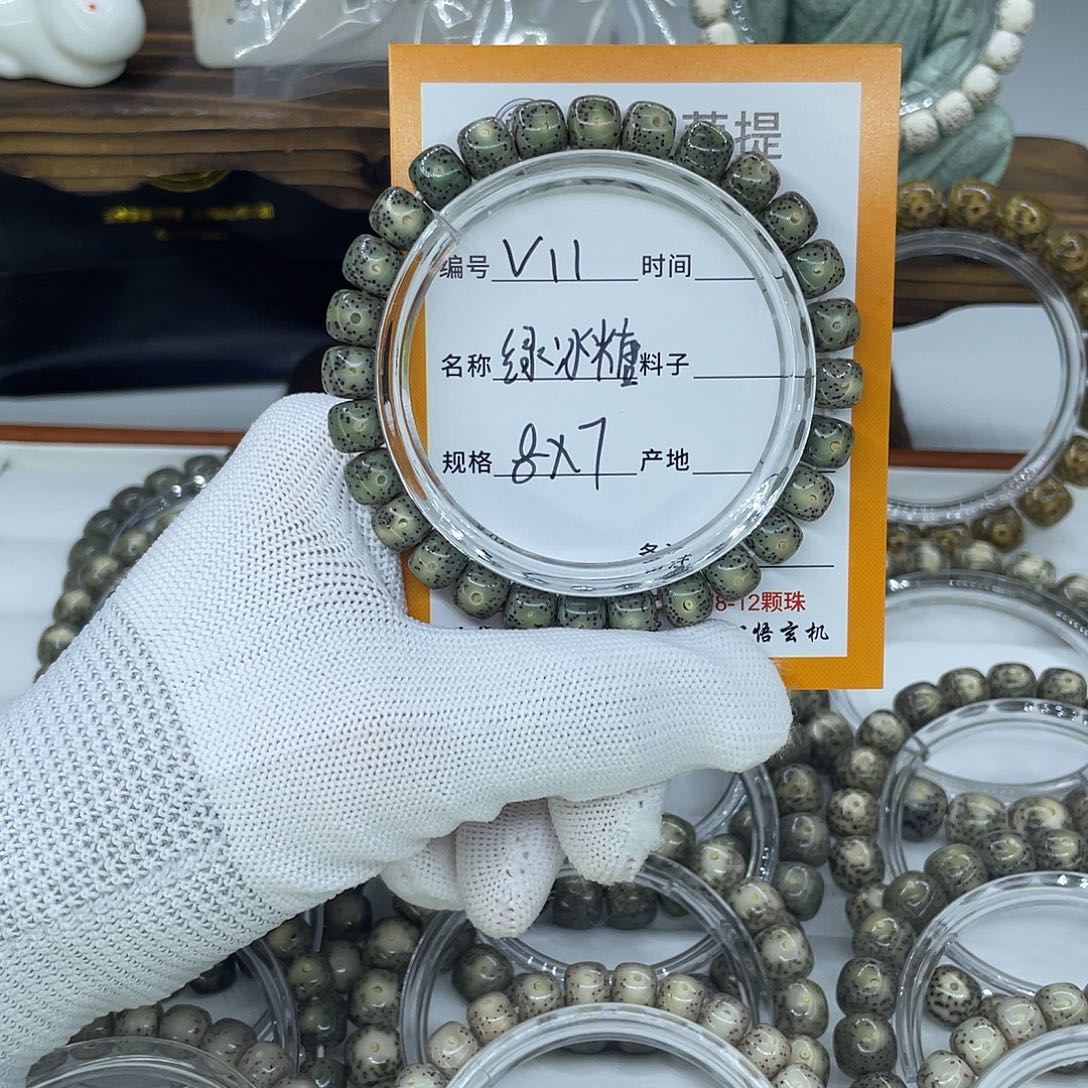 菩提
编号 V11 时间
名称 绿冰檀 料子
规格 8X7 产地
8-12颗珠
悟玄机